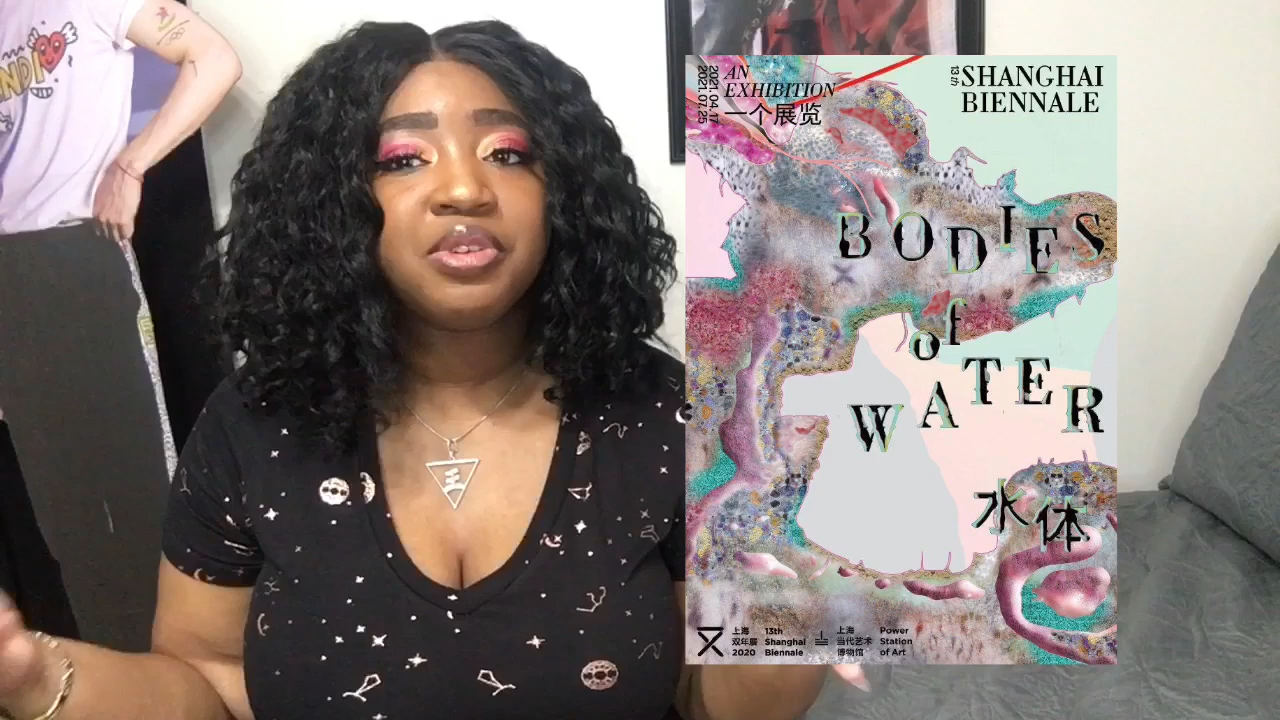 2021.04.17
2021.07.25
AN
EXHIBITION
一个展览
13th
SHANGHAI
BIENNALE
BODIES
of
WATER
水体
上海
双年展
2020
13th
Shanghai
Biennale
上海
当代艺术
博物馆
Power
Station
of Art
王